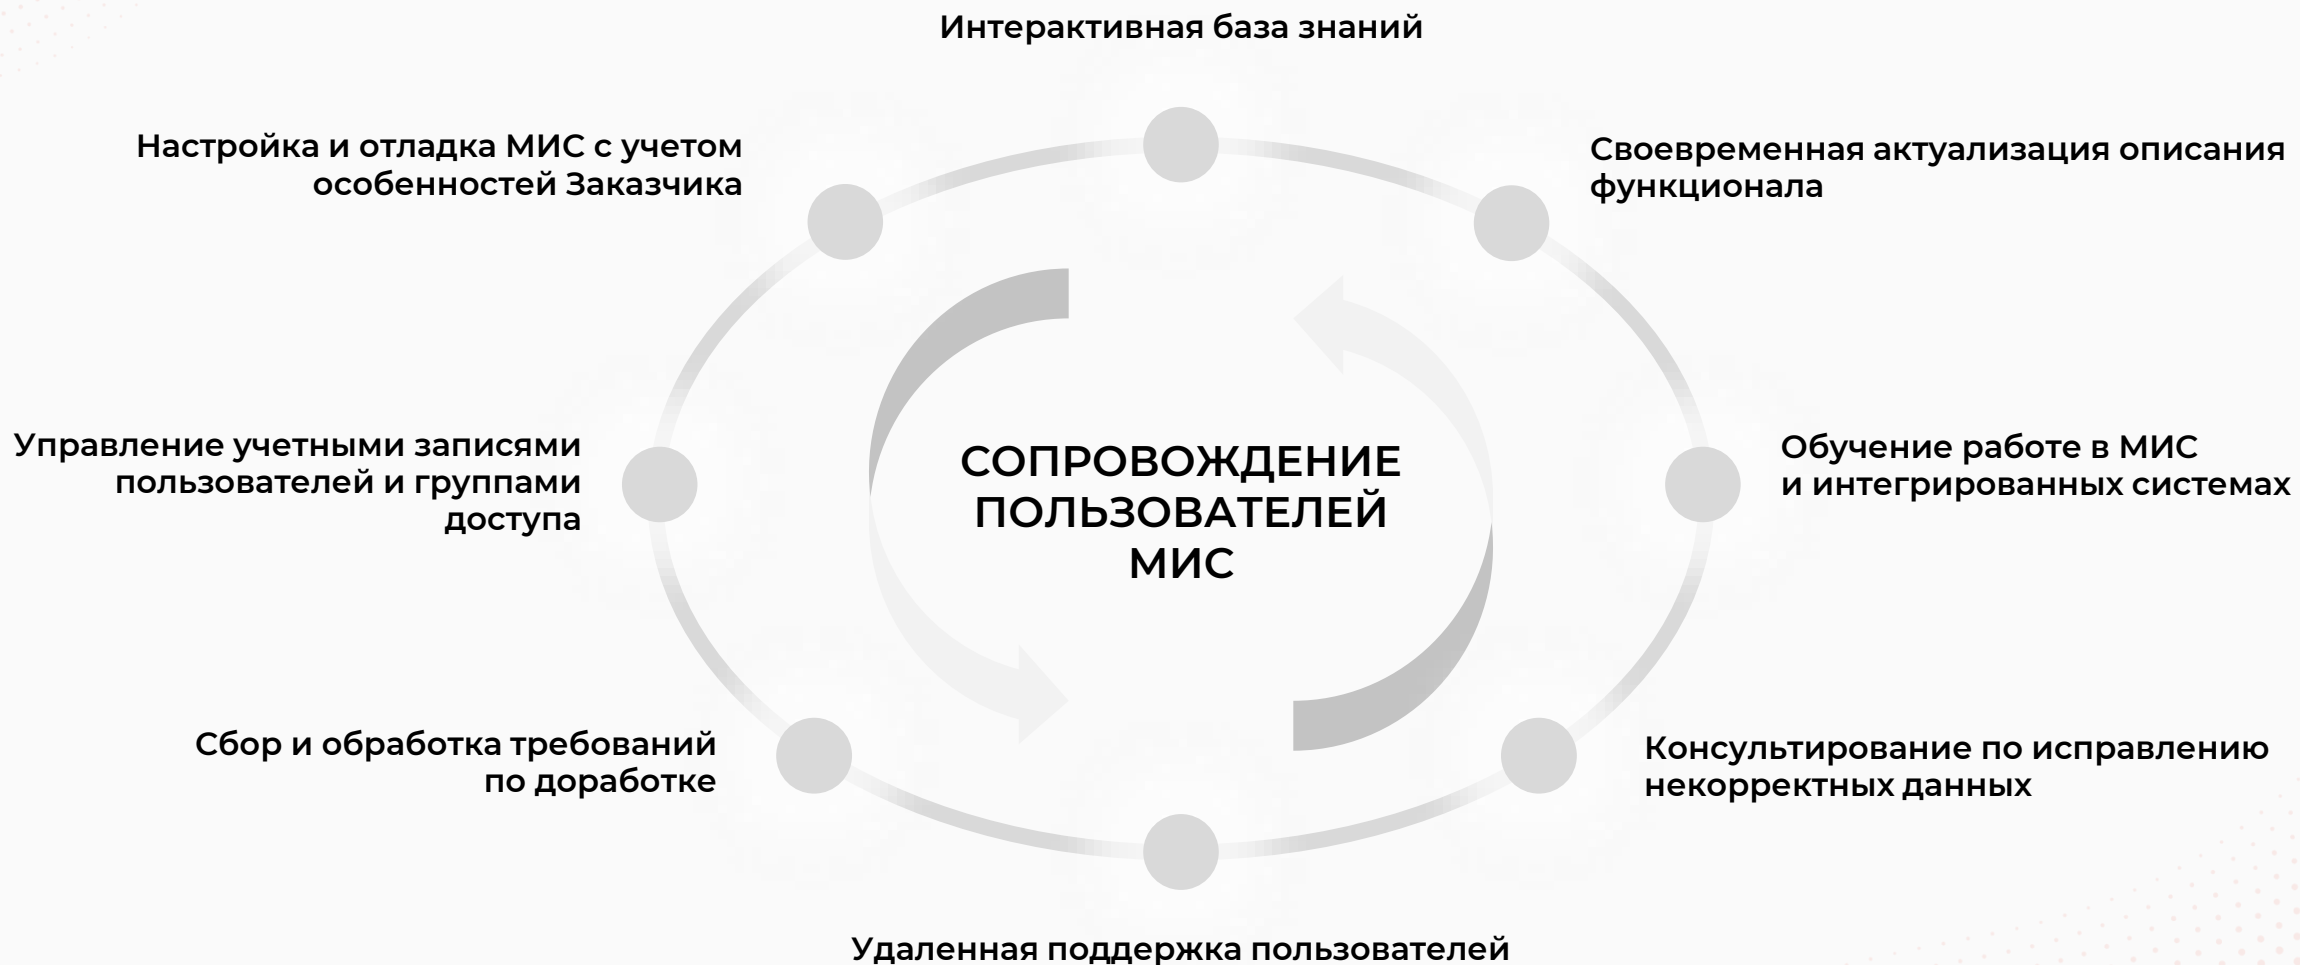 Интерактивная база знаний
Настройка и отладка МИС с учетом
особенностей Заказчика
Своевременная актуализация описания
функционала
Управление учетными записями
пользователей и группами
доступа
СОПРОВОЖДЕНИЕ
ПОЛЬЗОВАТЕЛЕЙ
МИС
Обучение работе в МИС
и интегрированных системах
Сбор и обработка требований
по доработке
Консультирование по исправлению
некорректных данных
Удаленная поддержка пользователей